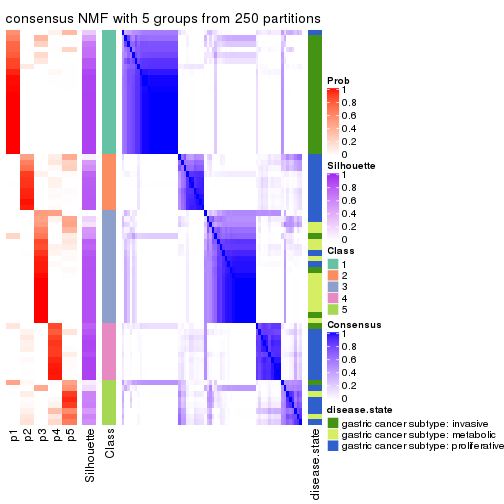 consensus NMF with 5 groups from 250 partitions
Prob
1
0.8
0.6
0.4
0.2
0
Silhouette
1
0.8
0.6
0.4
0.2
0
Class
1
2
3
4
5
Consensus
1
0.8
0.6
0.4
0.2
0
disease.state
gastric cancer subtype: invasive
gastric cancer subtype: metabolic
gastric cancer subtype: proliferative
p1
p2
p3
p4
p5
Silhouette
Class
disease.state